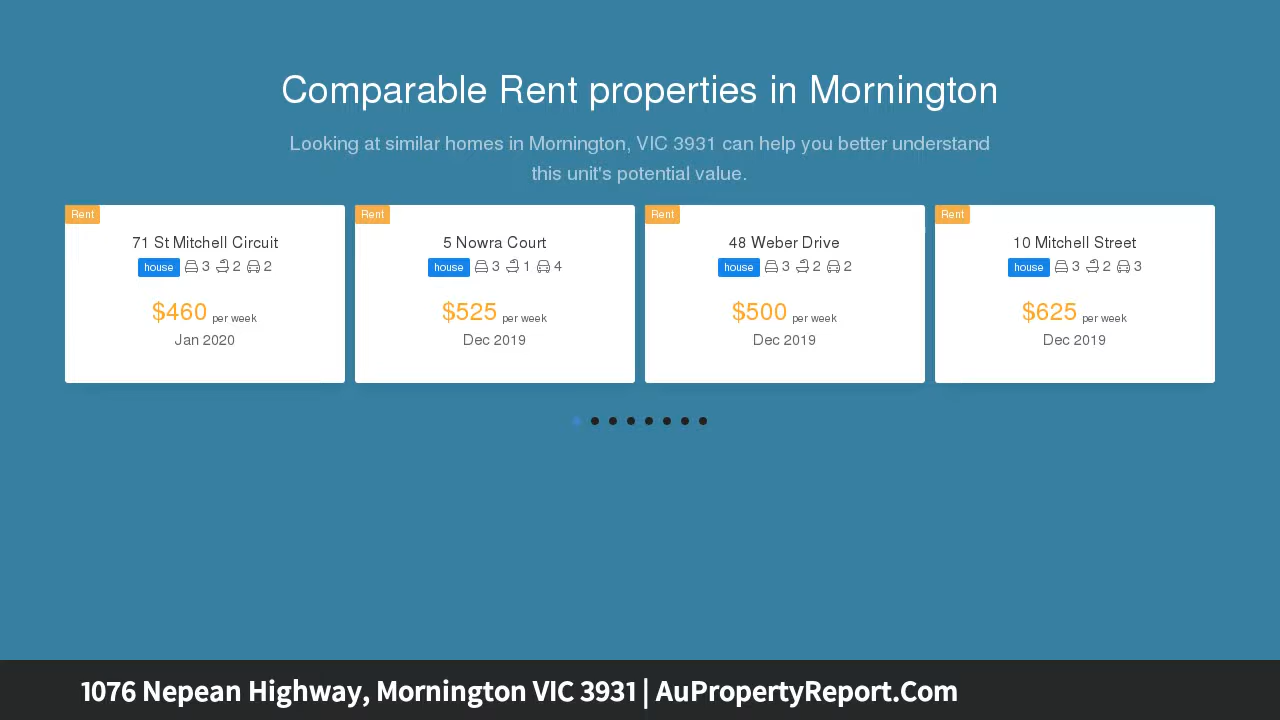 Comparable Rent properties in Mornington
Looking at similar homes in Mornington, VIC 3931 can help you better understand
this unit's potential value.
Rent
71 St Mitchell Circuit
house 3 2 2
$460 per week
Jan 2020
Rent
5 Nowra Court
house 3 1 4
$525 per week
Dec 2019
Rent
48 Weber Drive
house 3 2 2
$500 per week
Dec 2019
Rent
10 Mitchell Street
house 3 2 3
$625 per week
Dec 2019
1076 Nepean Highway, Mornington VIC 3931 | AuPropertyReport.Com